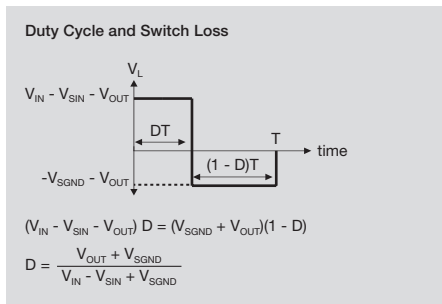 Duty Cycle and Switch Loss
V_L
V_IN - V_SIN - V_OUT
DT
T
time
(1 - D)T
-V_SGND - V_OUT
(V_IN - V_SIN - V_OUT) D = (V_SGND + V_OUT)(1 - D)
D = V_OUT + V_SGND
V_IN - V_SIN + V_SGND